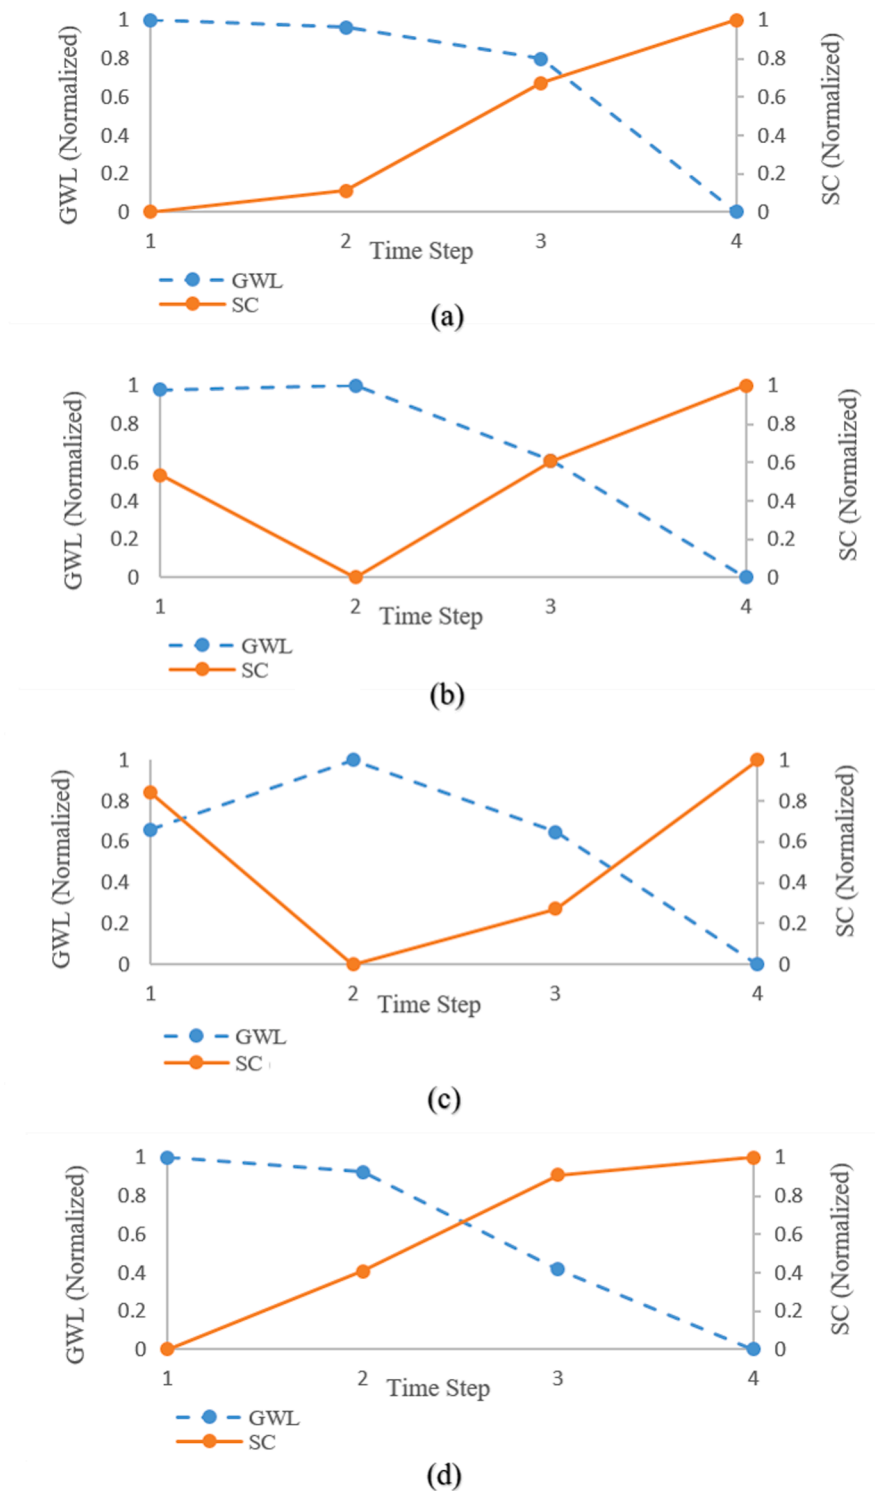 1 1
0.8 0.8
0.6 0.6
0.4 0.4
0.2 0.2
0 0
GWL (Normalized)
SC (Normalized)
1 2 3 4
Time Step
GWL
SC
(a)
1 1
0.8 0.8
0.6 0.6
0.4 0.4
0.2 0.2
0 0
GWL (Normalized)
SC (Normalized)
1 2 3 4
Time Step
GWL
SC
(b)
1 1
0.8 0.8
0.6 0.6
0.4 0.4
0.2 0.2
0 0
GWL (Normalized)
SC (Normalized)
1 2 3 4
Time Step
GWL
SC
(c)
1 1
0.8 0.8
0.6 0.6
0.4 0.4
0.2 0.2
0 0
GWL (Normalized)
SC (Normalized)
1 2 3 4
Time Step
GWL
SC
(d)